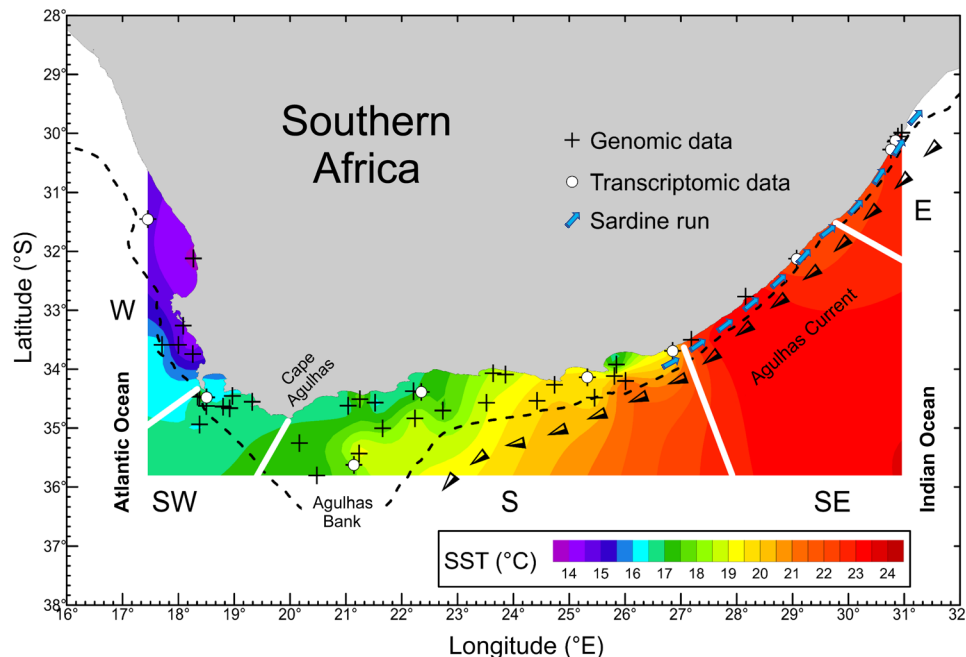 28°
29°
30°
31°
32°
33°
34°
35°
36°
37°
38°
Latitude (°S)
Southern
Africa
Genomic data
Transcriptomic data
Sardine run
E
W
Cape
Agulhas
Agulhas Current
Atlantic Ocean
Indian Ocean
SW
Agulhas
Bank
S
SE
SST (°C)
14 15 16 17 18 19 20 21 22 23 24
16 17° 18° 19° 20° 21° 22° 23° 24° 25° 26° 27° 28° 29° 30° 31° 32
Longitude (°E)